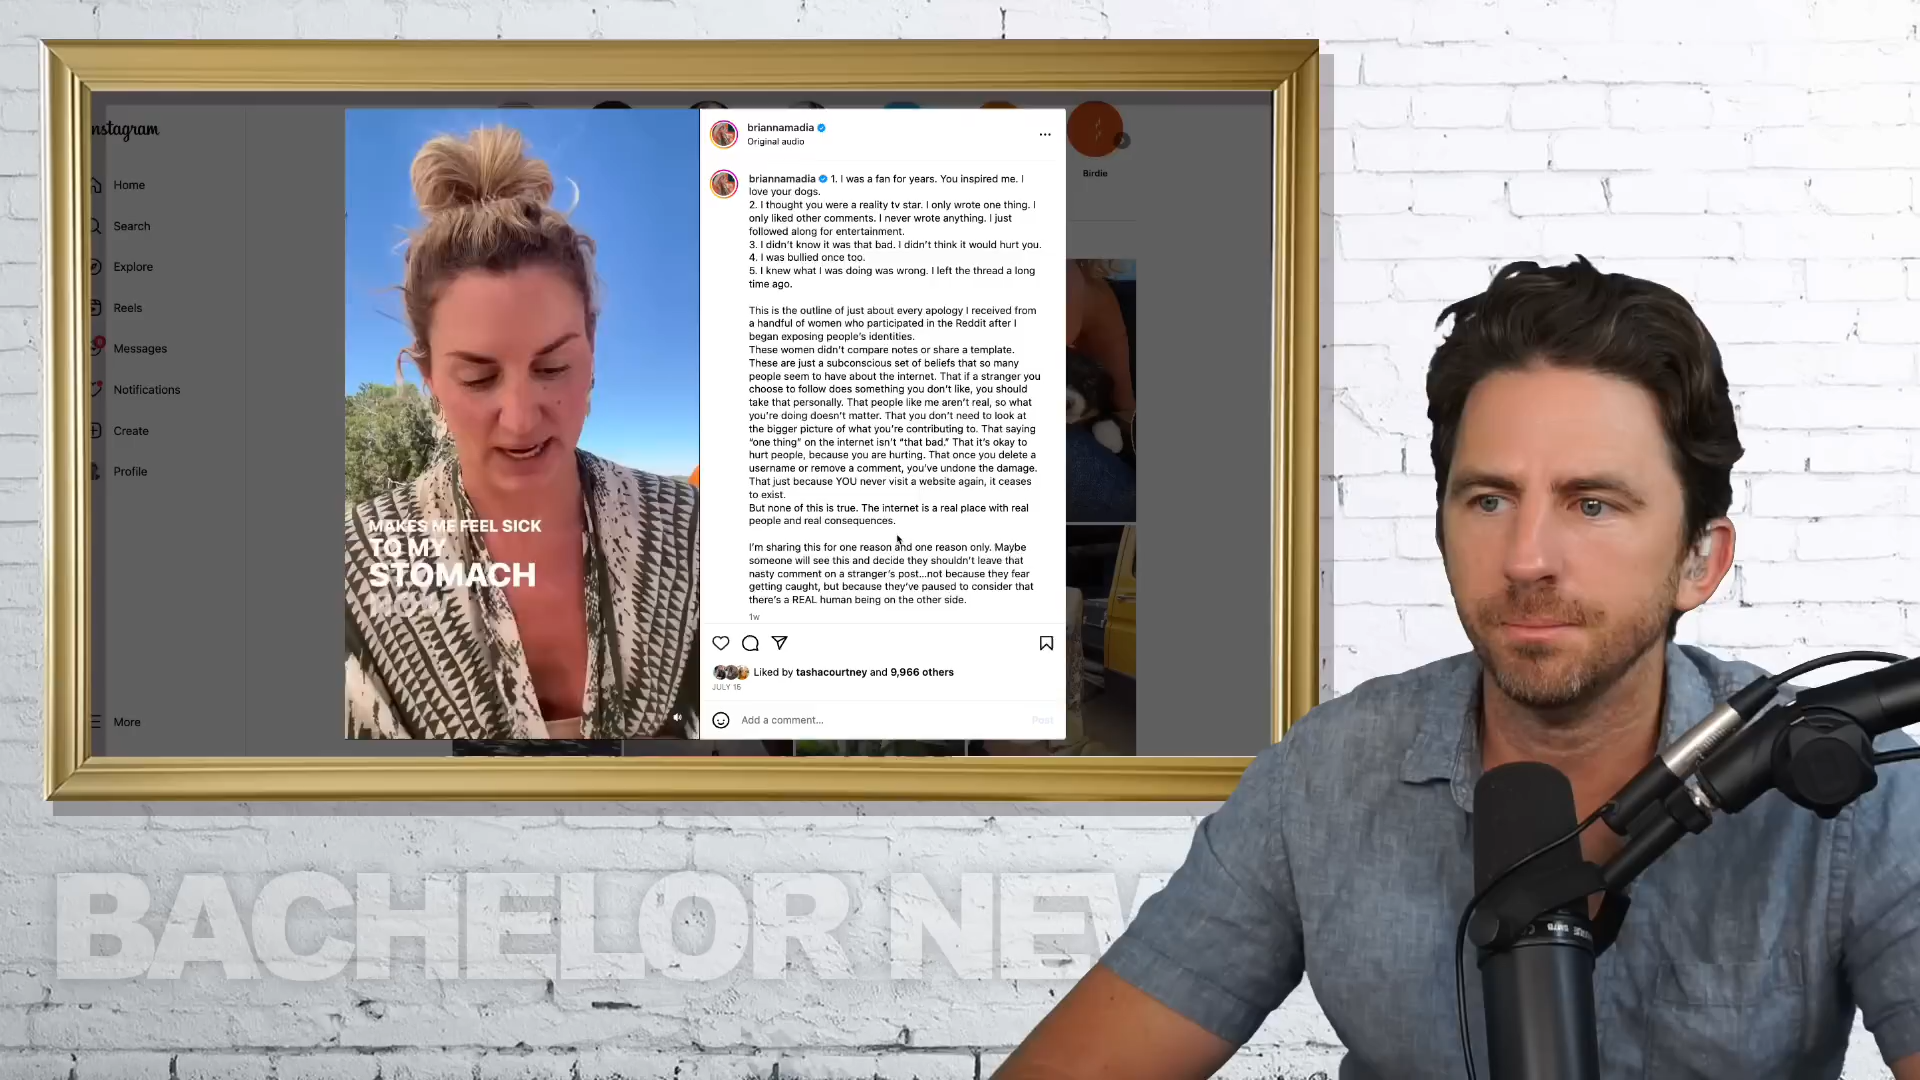 nstagram
Home
Search
Explore
Reels
Messages
Notifications
Create
Profile
More
MAKES ME FEEL SICK
TO MY
STOMACH
NOW
briannamadia
Original audio
briannamadia 1. I was a fan for years. You inspired me. I
love your dogs.
2. I thought you were a reality tv star. I only wrote one thing. I
only liked other comments. I never wrote anything. I just
followed along for entertainment.
3. I didn't know it was that bad. I didn't think it would hurt you.
4. I was bullied once too.
5. I knew what I was doing was wrong. I left the thread a long
time ago.
This is the outline of just about every apology I received from
a handful of women who participated in the Reddit after I
began exposing people's identities.
These women didn't compare notes or share a template.
These are just a subconscious set of beliefs that so many
people seem to have about the internet. That if a stranger you
choose to follow does something you don't like, you should
take that personally. That people like me aren't real, so what
you're doing doesn't matter. That you don't need to look at
the bigger picture of what you're contributing to. That saying
"one thing" on the internet isn't "that bad." That it's okay to
hurt people, because you are hurting. That once you delete a
username or remove a comment, you've undone the damage.
That just because YOU never visit a website again, it ceases
to exist.
But none of this is true. The internet is a real place with real
people and real consequences.
I'm sharing this for one reason and one reason only. Maybe
someone will see this and decide they shouldn't leave that
nasty comment on a stranger's post...not because they fear
getting caught, but because they've paused to consider that
there's a REAL human being on the other side.
1w
Liked by tashacourtney and 9,966 others
JULY 15
Add a comment...
Post
Birdie
BACHELOR NEW